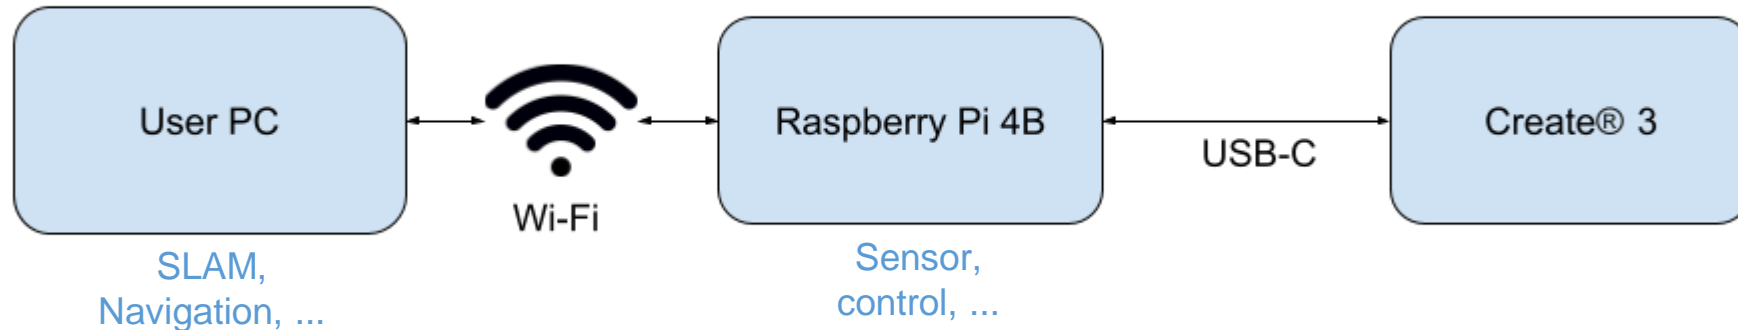 User PC
Wi-Fi
Raspberry Pi 4B
USB-C
Create® 3
SLAM,
Navigation, ...
Sensor,
control, ...